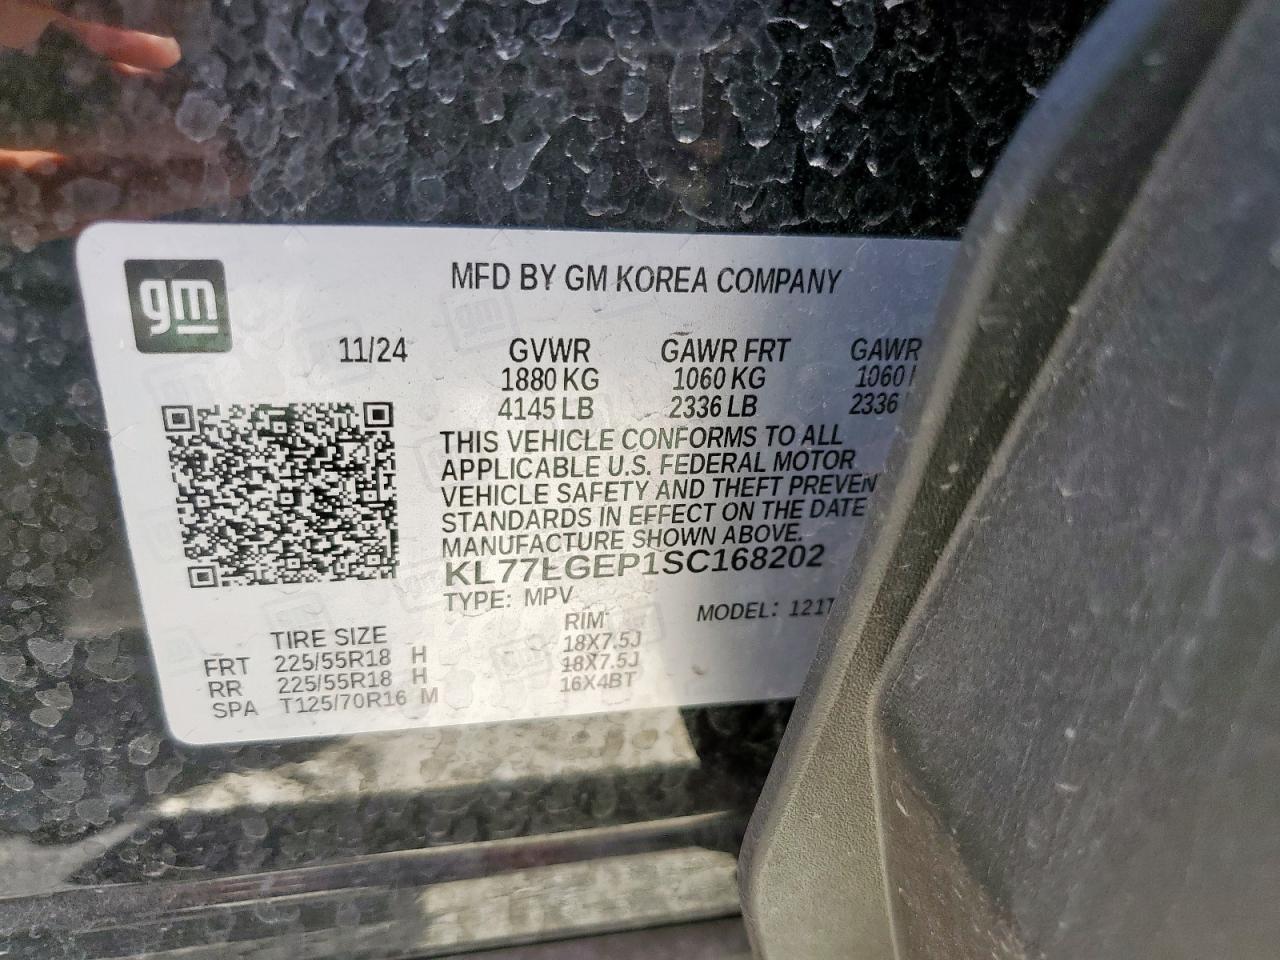 gm
MFD BY GM KOREA COMPANY
11/24 GVWR GAWR FRT GAWR
1880 KG 1060 KG 1060
4145 LB 2336 LB 2336
THIS VEHICLE CONFORMS TO ALL
APPLICABLE U.S. FEDERAL MOTOR
VEHICLE SAFETY AND THEFT PREVEN
STANDARDS IN EFFECT ON THE DATE
MANUFACTURE SHOWN ABOVE.
KL77LGEP1SC168202
TYPE: MPV MODEL: 121T
TIRE SIZE RIM
FRT 225/55R18 H 18X7.5J
RR 225/55R18 H 18X7.5J
SPA T125/70R16 M 16X4BT